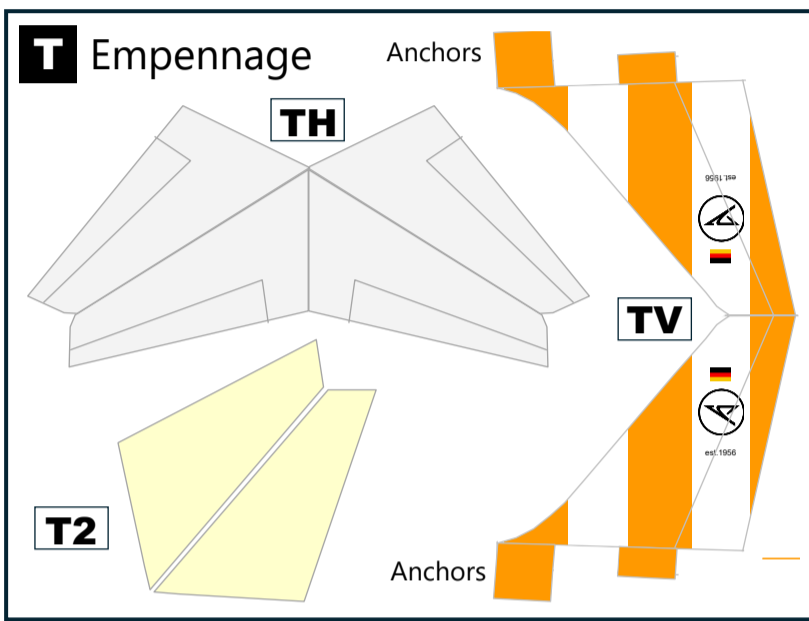 T Empennage
Anchors
TH
est.1956
TV
est.1956
T2
Anchors